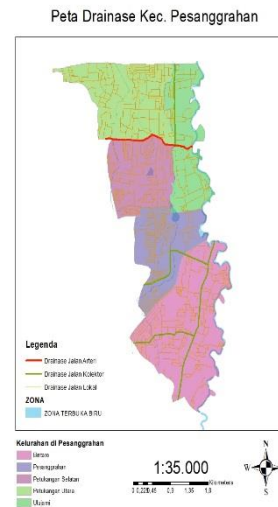 Peta Drainase Kec. Pesanggrahan
Legenda
Drainase Jalan Arteri
Drainase Jalan Kolektor
Drainase Jalan Lokal
ZONA
ZONA TERBUKA BIRU
Kelurahan di Pesanggrahan
Bintaro
Pesanggrahan
Petukangan Selatan
Petukangan Utara
Ulujami
1:35.000
Kilometers
N
W
E
S